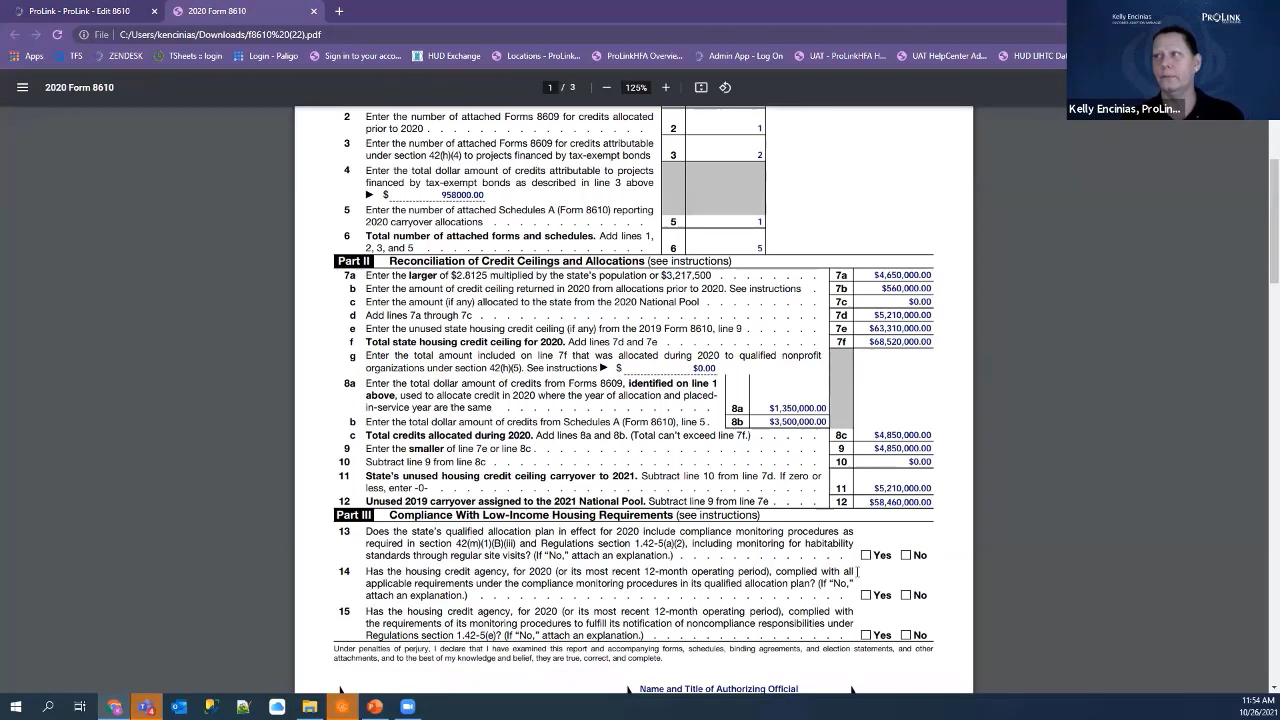 ProLink - ProLink - Edit 8610
2020 Form 8610
File | C:/Users/kencinias/Downloads/f8610%20(22).pdf
Apps TFS ZENDESK TSheets :: login Login - Paligo Sign in to your acco... HUD Exchange Locations - ProLink... ProLinkHFA Overvie... Admin App - Log On UAT - ProLinkHFA H... UAT HelpCenter Ad... HUD LIHTC Dat
Kelly Encinias
PROLINK
Kelly Encinias, ProLin...
2020 Form 8610
1 / 3
125%
2 Enter the number of attached Forms 8609 for credits allocated
prior to 2020 2 1
3 Enter the number of attached Forms 8609 for credits attributable
under section 42(h)(4) to projects financed by tax-exempt bonds 3 2
4 Enter the total dollar amount of credits attributable to projects
financed by tax-exempt bonds as described in line 3 above
▶ $ 958000.00
5 Enter the number of attached Schedules A (Form 8610) reporting
2020 carryover allocations 5 1
6 Total number of attached forms and schedules. Add lines 1,
2, 3, and 5 6 5
Part II Reconciliation of Credit Ceilings and Allocations (see instructions)
7a Enter the larger of $2.8125 multiplied by the state's population or $3,217,500 7a $4,650,000.00
b Enter the amount of credit ceiling returned in 2020 from allocations prior to 2020. See instructions 7b $560,000.00
c Enter the amount (if any) allocated to the state from the 2020 National Pool 7c $0.00
d Add lines 7a through 7c 7d $5,210,000.00
e Enter the unused state housing credit ceiling (if any) from the 2019 Form 8610, line 9 7e $63,310,000.00
f Total state housing credit ceiling for 2020. Add lines 7d and 7e 7f $68,520,000.00
g Enter the total amount included on line 7f that was allocated during 2020 to qualified nonprofit
organizations under section 42(h)(5). See instructions ▶ $ $0.00
8a Enter the total dollar amount of credits from Forms 8609, identified on line 1
above, used to allocate credit in 2020 where the year of allocation and placed-
in-service year are the same 8a $1,350,000.00
b Enter the total dollar amount of credits from Schedules A (Form 8610), line 5 . 8b $3,500,000.00
c Total credits allocated during 2020. Add lines 8a and 8b. (Total can't exceed line 7f.) 8c $4,850,000.00
9 Enter the smaller of line 7e or line 8c 9 $4,850,000.00
10 Subtract line 9 from line 8c 10 $0.00
11 State's unused housing credit ceiling carryover to 2021. Subtract line 10 from line 7d. If zero or
less, enter -0- 11 $5,210,000.00
12 Unused 2019 carryover assigned to the 2021 National Pool. Subtract line 9 from line 7e 12 $58,460,000.00
Part III Compliance With Low-Income Housing Requirements (see instructions)
13 Does the state's qualified allocation plan in effect for 2020 include compliance monitoring procedures as
required in section 42(m)(1)(B)(iii) and Regulations section 1.42-5(a)(2), including monitoring for habitability
standards through regular site visits? (If "No," attach an explanation.) Yes No
14 Has the housing credit agency, for 2020 (or its most recent 12-month operating period), complied with all
applicable requirements under the compliance monitoring procedures in its qualified allocation plan? (If "No,"
attach an explanation.) Yes No
15 Has the housing credit agency, for 2020 (or its most recent 12-month operating period), complied with
the requirements of its monitoring procedures to fulfill its notification of noncompliance responsibilities under
Regulations section 1.42-5(e)? (If "No," attach an explanation.) Yes No
Under penalties of perjury, I declare that I have examined this report and accompanying forms, schedules, binding agreements, and election statements, and other
attachments, and to the best of my knowledge and belief, they are true, correct, and complete.
Name and Title of Authorizing Official
11:54 AM
10/26/2021